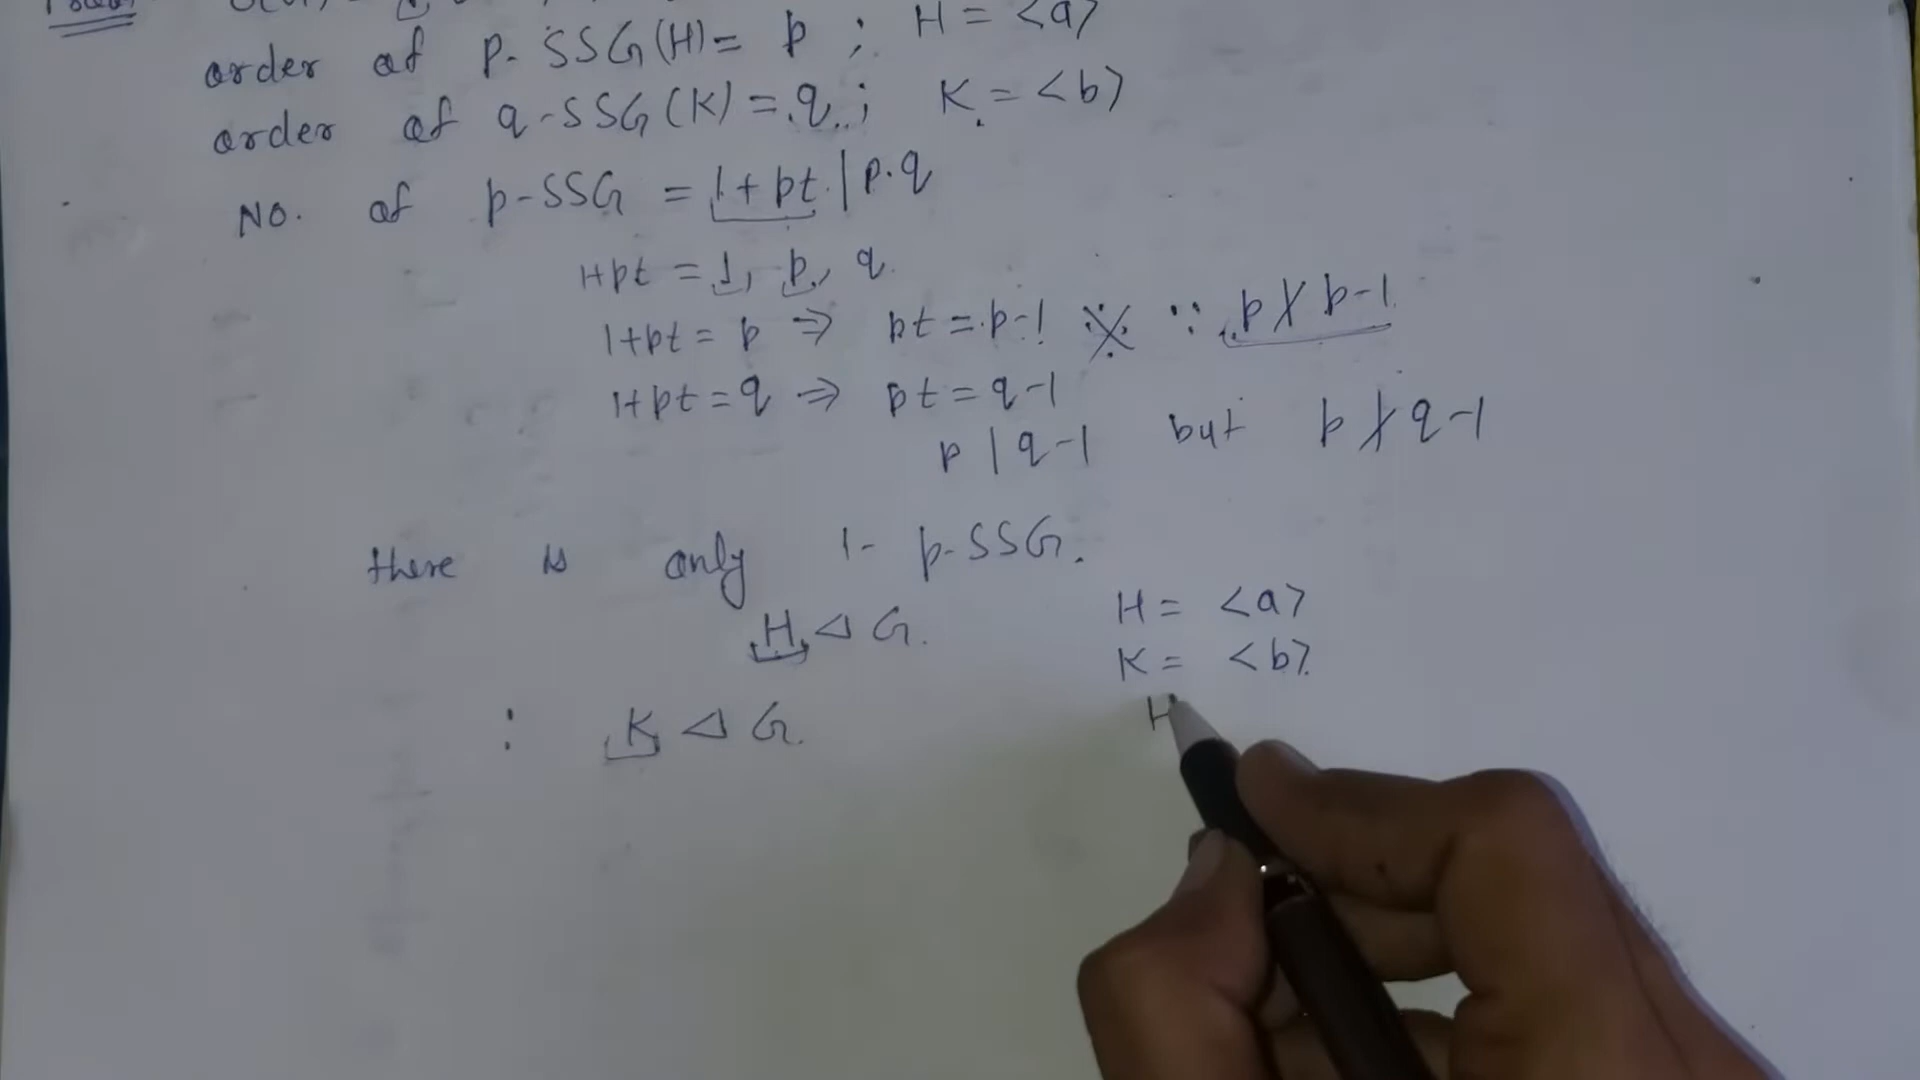 order of p-SSG(H) = p ; H = <a>
order of q-SSG(K) = q ; K = <b>
No. of p-SSG = 1+pt | p.q
1+pt = 1, p, q
1+pt = p ⇒ pt = p-1 ※ ∵ p∤p-1
1+pt = q ⇒ pt = q-1
p | q-1 but p∤q-1
there is only 1- p-SSG.
H ⊲ G.
H = <a>
K = <b>
: K ⊲ G.
H